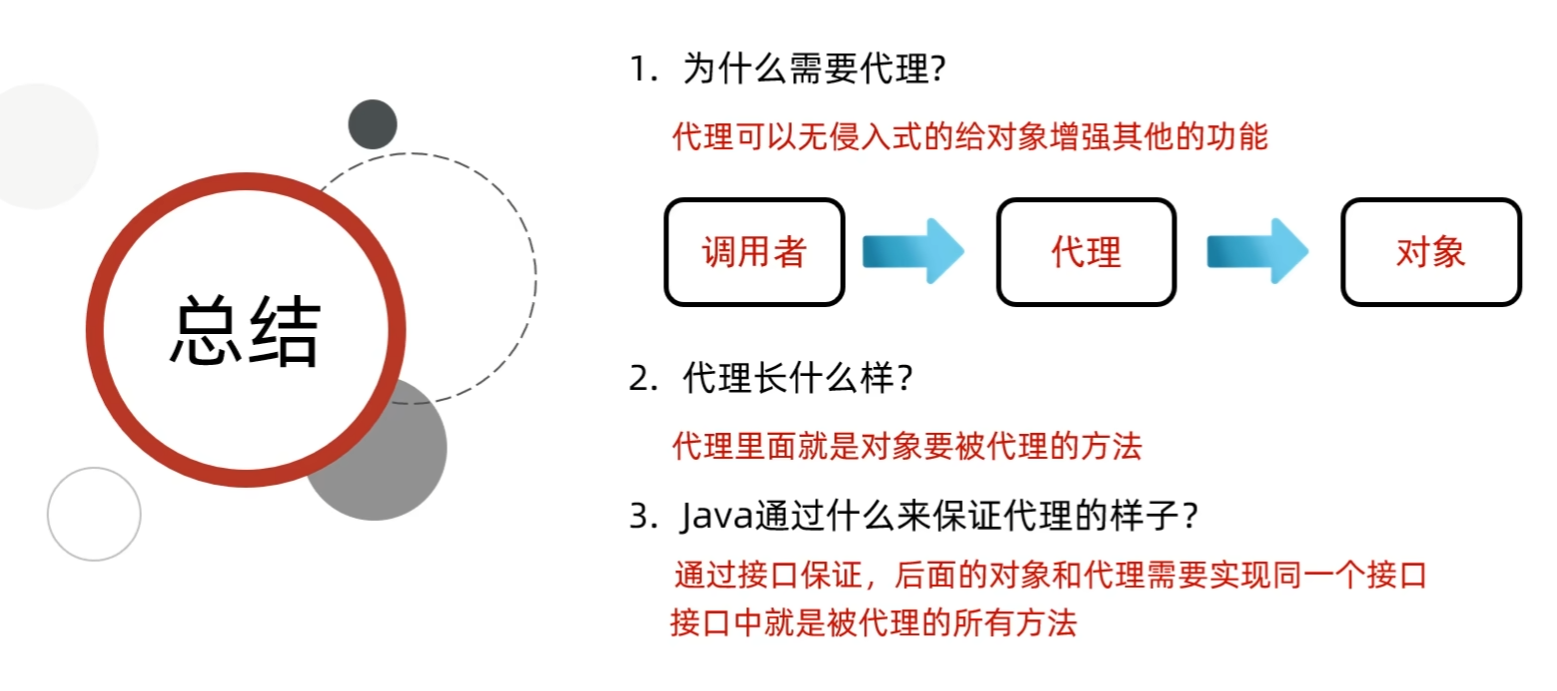 总结
1. 为什么需要代理?
代理可以无侵入式的给对象增强其他的功能
调用者
代理
对象
2. 代理长什么样?
代理里面就是对象要被代理的方法
3. Java通过什么来保证代理的样子?
通过接口保证，后面的对象和代理需要实现同一个接口
接口中就是被代理的所有方法